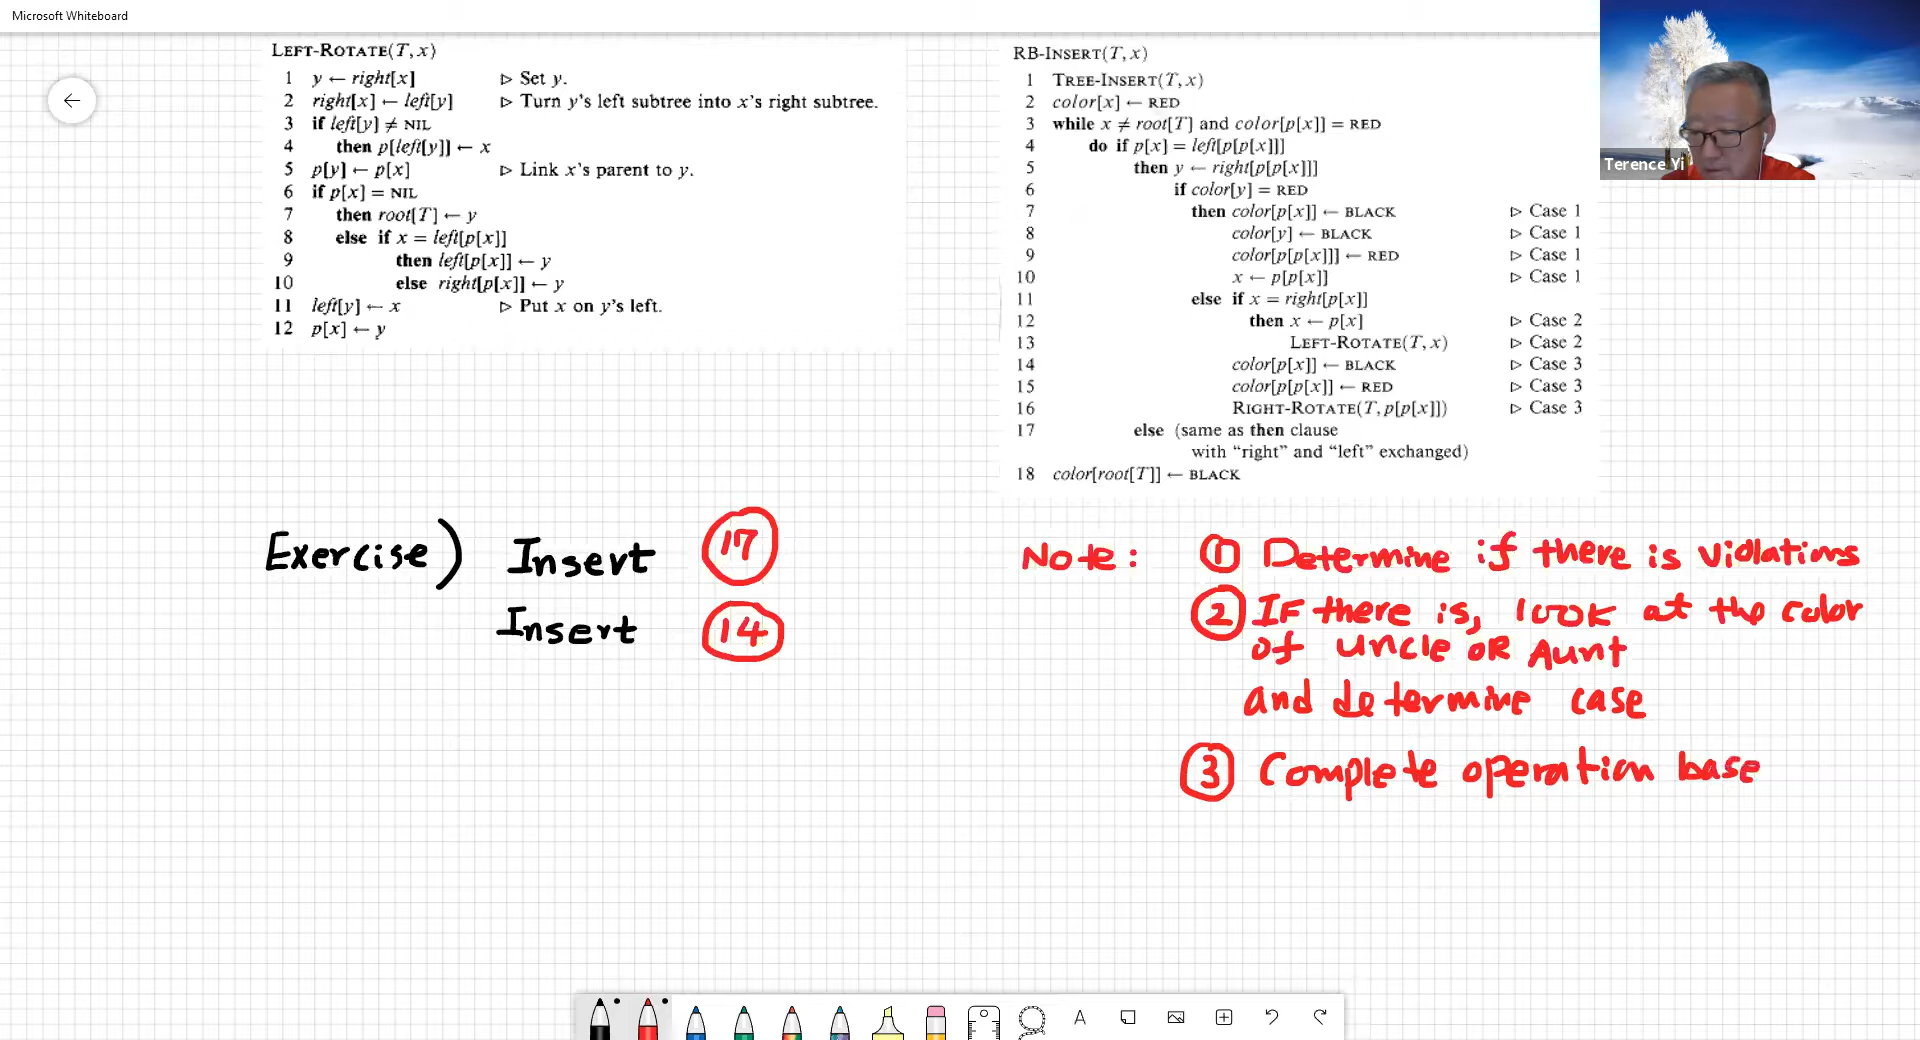 Microsoft Whiteboard
LEFT-ROTATE(T, x)
1 y ← right[x] ▷ Set y.
2 right[x] ← left[y] ▷ Turn y's left subtree into x's right subtree.
3 if left[y] ≠ NIL
4 then p[left[y]] ← x
5 p[y] ← p[x] ▷ Link x's parent to y.
6 if p[x] = NIL
7 then root[T] ← y
8 else if x = left[p[x]]
9 then left[p[x]] ← y
10 else right[p[x]] ← y
11 left[y] ← x ▷ Put x on y's left.
12 p[x] ← y
RB-INSERT(T, x)
1 TREE-INSERT(T, x)
2 color[x] ← RED
3 while x ≠ root[T] and color[p[x]] = RED
4 do if p[x] = left[p[p[x]]]
5 then y ← right[p[p[x]]]
6 if color[y] = RED
7 then color[p[x]] ← BLACK ▷ Case 1
8 color[y] ← BLACK ▷ Case 1
9 color[p[p[x]]] ← RED ▷ Case 1
10 x ← p[p[x]] ▷ Case 1
11 else if x = right[p[x]]
12 then x ← p[x] ▷ Case 2
13 LEFT-ROTATE(T, x) ▷ Case 2
14 color[p[x]] ← BLACK ▷ Case 3
15 color[p[p[x]] ← RED ▷ Case 3
16 RIGHT-ROTATE(T, p[p[x]]) ▷ Case 3
17 else (same as then clause
with “right” and “left” exchanged)
18 color[root[T]] ← BLACK
Terence Yi
Exercise) Insert 17
Insert 14
Note: ① Determine if there is violations
② IF there is, look at the color
of uncle OR Aunt
and determine case
③ Complete operation base
A